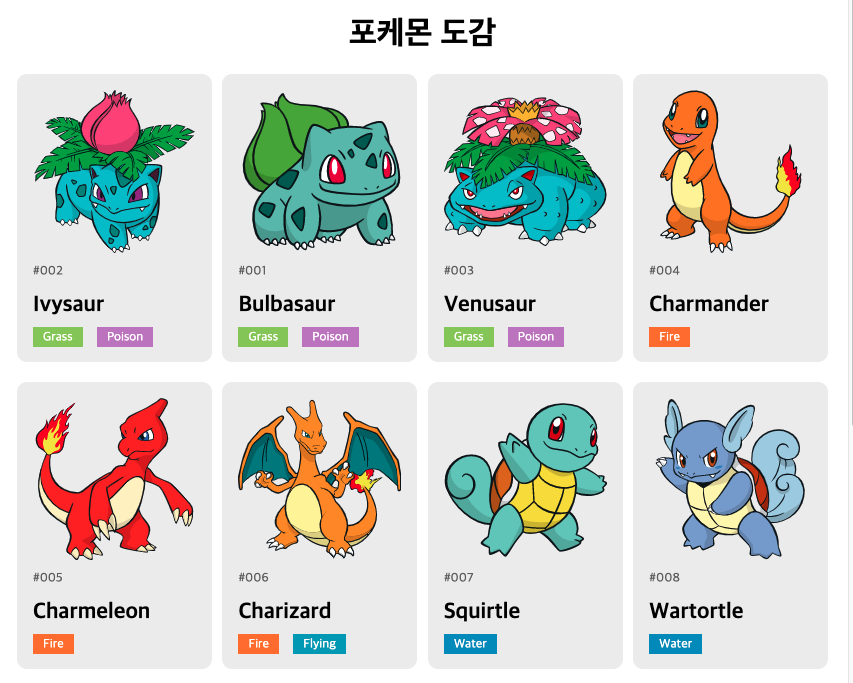 포케몬 도감
#002
Ivysaur
Grass Poison
#001
Bulbasaur
Grass Poison
#003
Venusaur
Grass Poison
#004
Charmander
Fire
#005
Charmeleon
Fire
#006
Charizard
Fire Flying
#007
Squirtle
Water
#008
Wartortle
Water